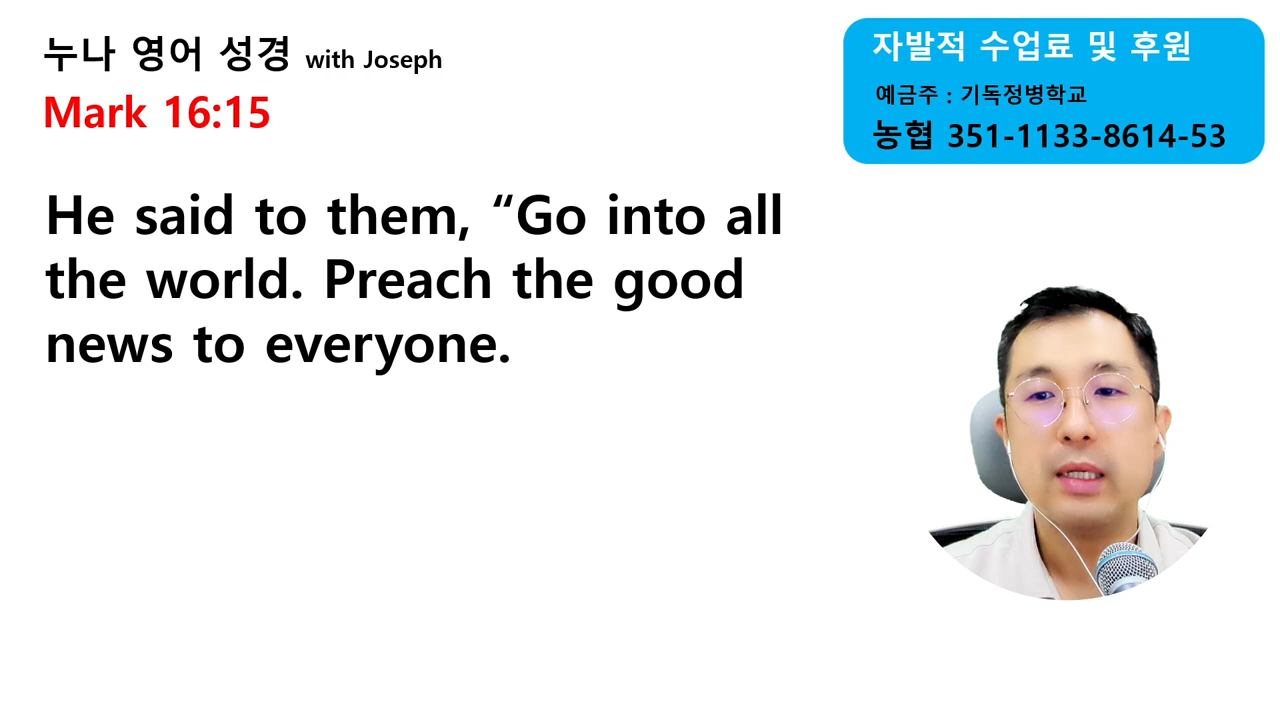 누나 영어 성경 with Joseph
Mark 16:15
자발적 수업료 및 후원
예금주 : 기독정병학교
농협 351-1133-8614-53
He said to them, “Go into all
the world. Preach the good
news to everyone.